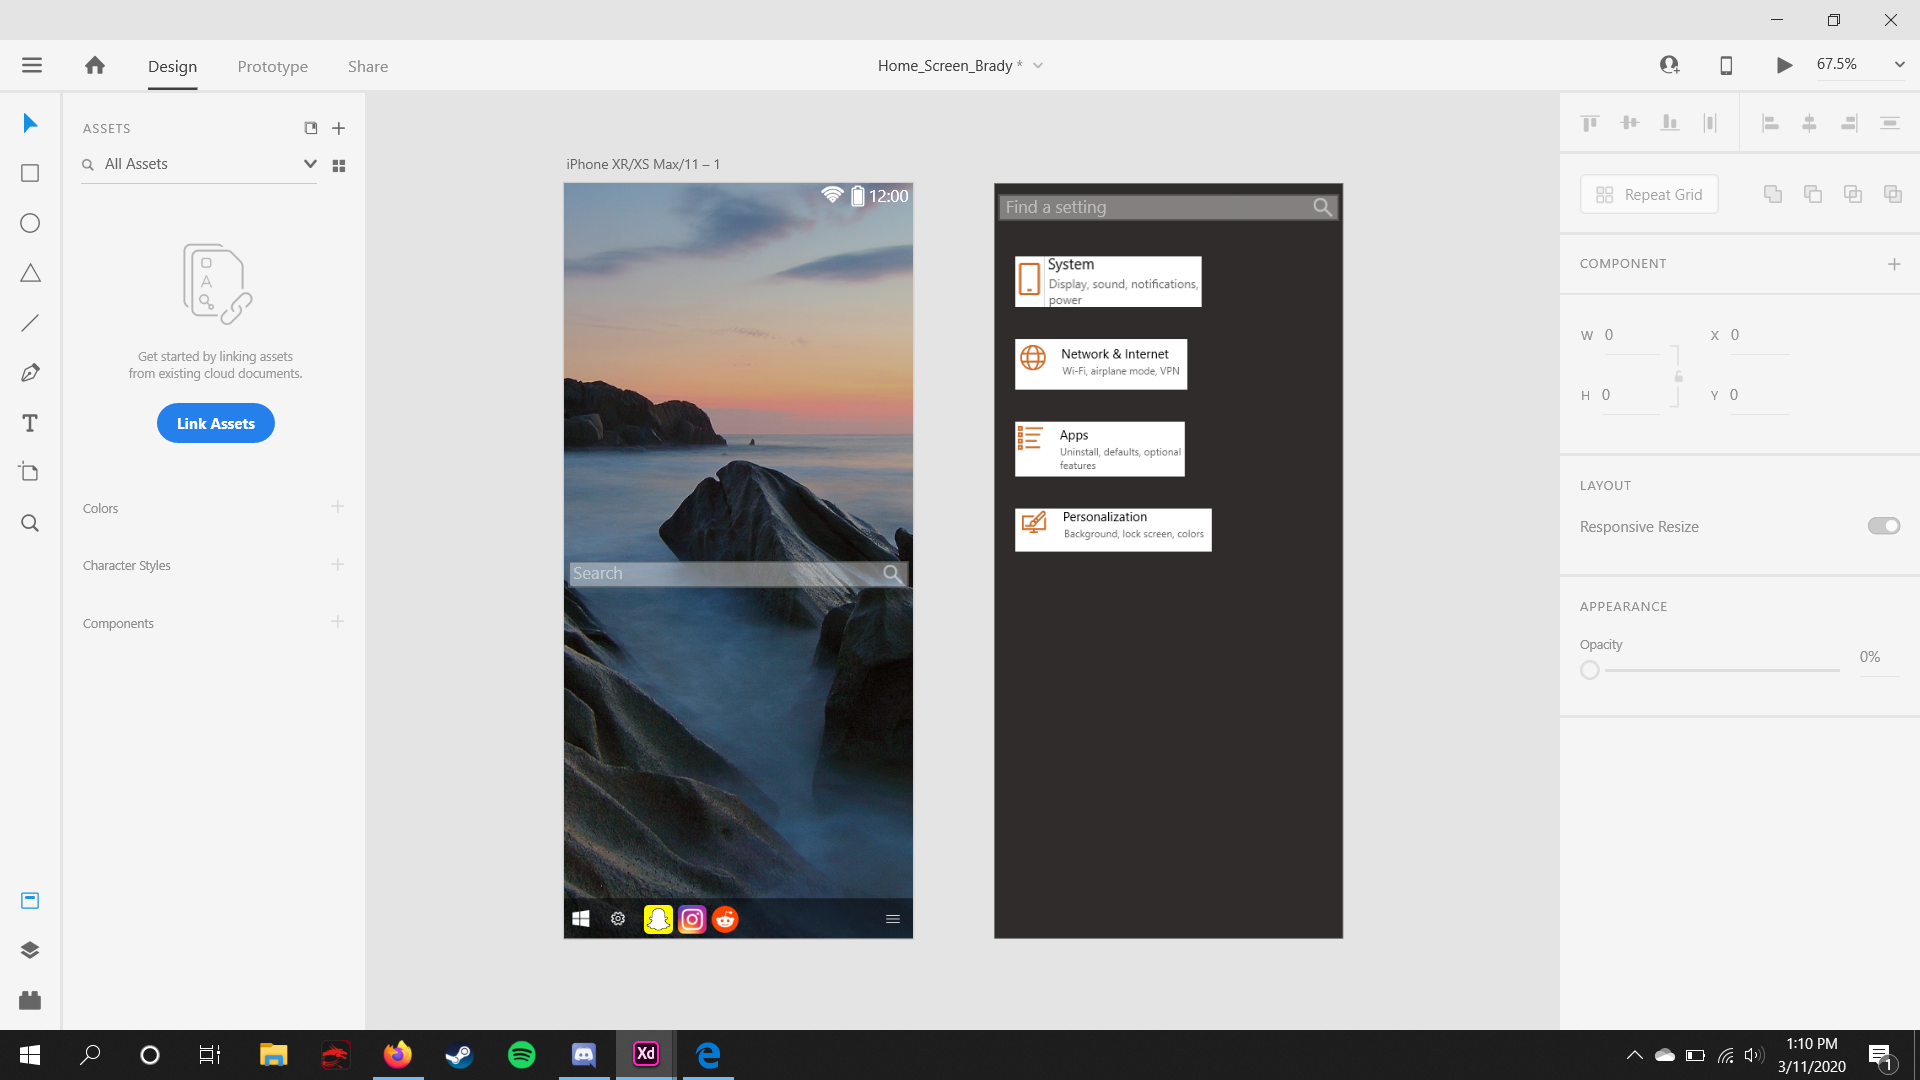 Design
Prototype
Share
Home_Screen_Brady *
67.5%
ASSETS
All Assets
A
Get started by linking assets
from existing cloud documents.
Link Assets
Colors
Character Styles
Components
iPhone XR/XS Max/11 – 1
12:00
Search
Find a setting
System
Display, sound, notifications,
power
Network & Internet
Wi-Fi, airplane mode, VPN
Apps
Uninstall, defaults, optional
features
Personalization
Background, lock screen, colors
Repeat Grid
COMPONENT
W 0
X 0
H 0
Y 0
LAYOUT
Responsive Resize
APPEARANCE
Opacity
0%
T
Xd
1:10 PM
3/11/2020
1